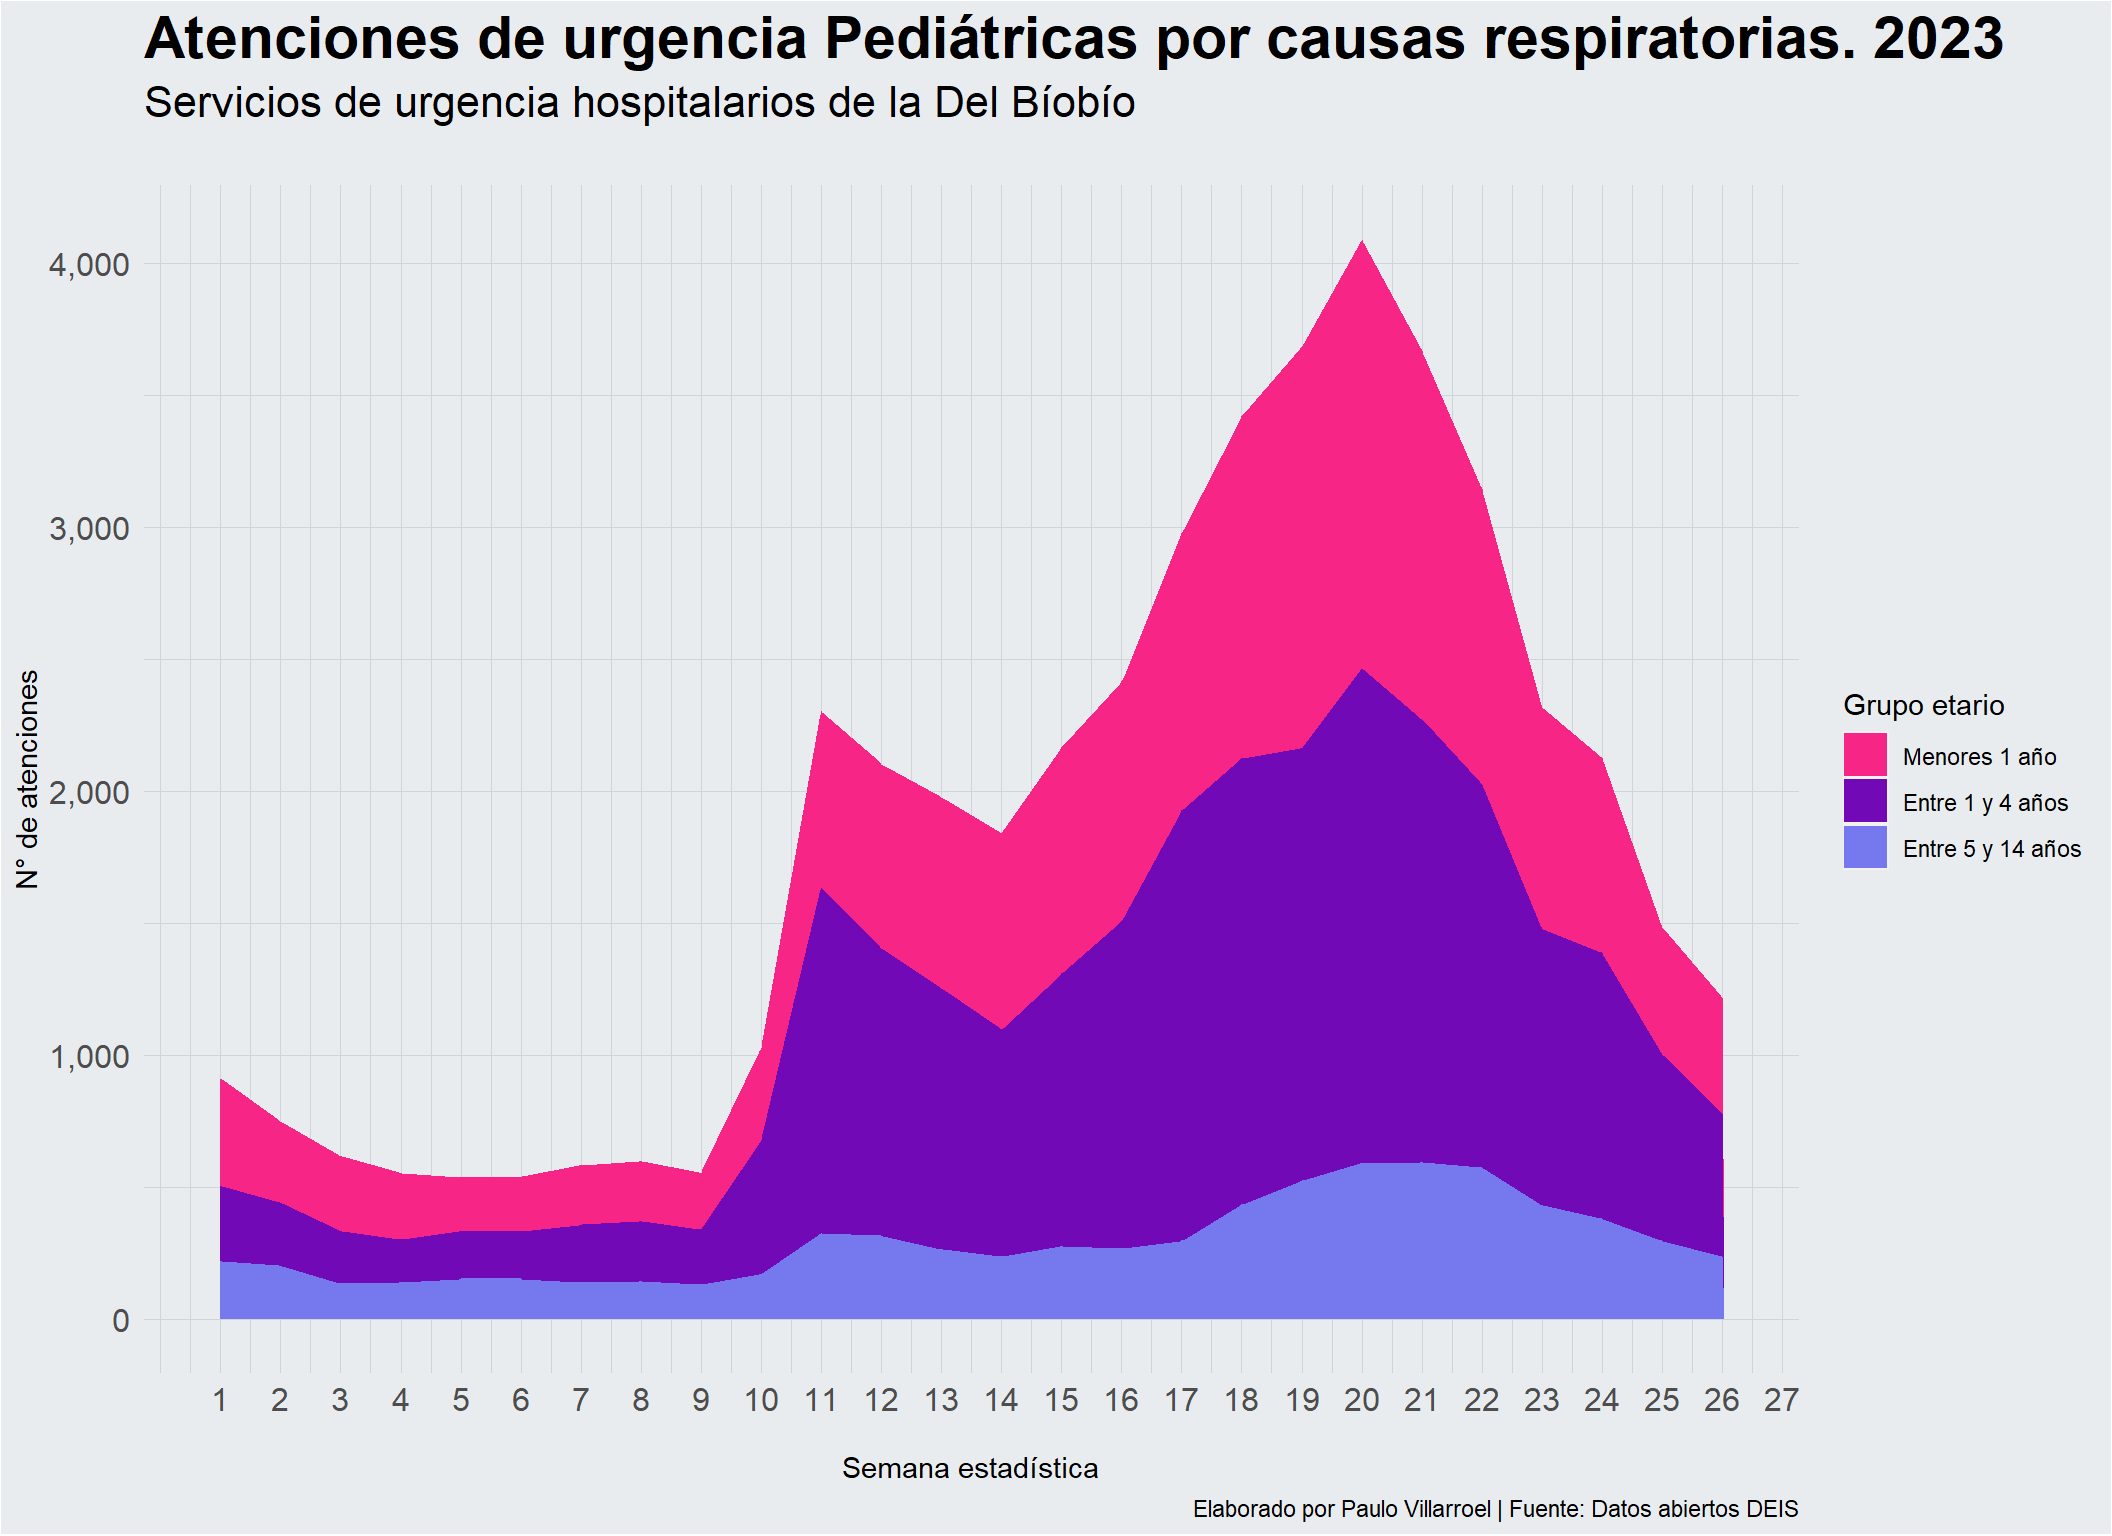 Atenciones de urgencia Pediátricas por causas respiratorias. 2023
Servicios de urgencia hospitalarios de la Del Bíobío
N° de atenciones
4,000
3,000
2,000
1,000
0
1 2 3 4 5 6 7 8 9 10 11 12 13 14 15 16 17 18 19 20 21 22 23 24 25 26 27
Semana estadística
Grupo etario
Menores 1 año
Entre 1 y 4 años
Entre 5 y 14 años
Elaborado por Paulo Villarroel | Fuente: Datos abiertos DEIS